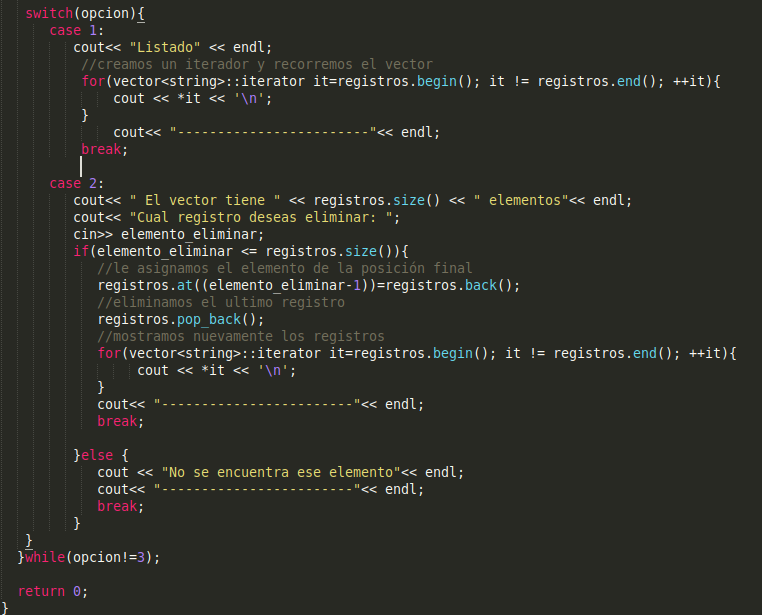 switch(opcion){
case 1:
cout<< "Listado" << endl;
//creamos un iterador y recorremos el vector
for(vector<string>::iterator it=registros.begin(); it != registros.end(); ++it){
cout << *it << '\n';
}
cout<< "------------------------"<< endl;
break;
case 2:
cout<< " El vector tiene " << registros.size() << " elementos"<< endl;
cout<< "Cual registro deseas eliminar: ";
cin>> elemento_eliminar;
if(elemento_eliminar <= registros.size()){
//le asignamos el elemento de la posición final
registros.at((elemento_eliminar-1))=registros.back();
//eliminamos el ultimo registro
registros.pop_back();
//mostramos nuevamente los registros
for(vector<string>::iterator it=registros.begin(); it != registros.end(); ++it){
cout << *it << '\n';
}
cout<< "------------------------"<< endl;
break;
}else {
cout << "No se encuentra ese elemento"<< endl;
cout<< "------------------------"<< endl;
break;
}
}
}while(opcion!=3);
return 0;
}